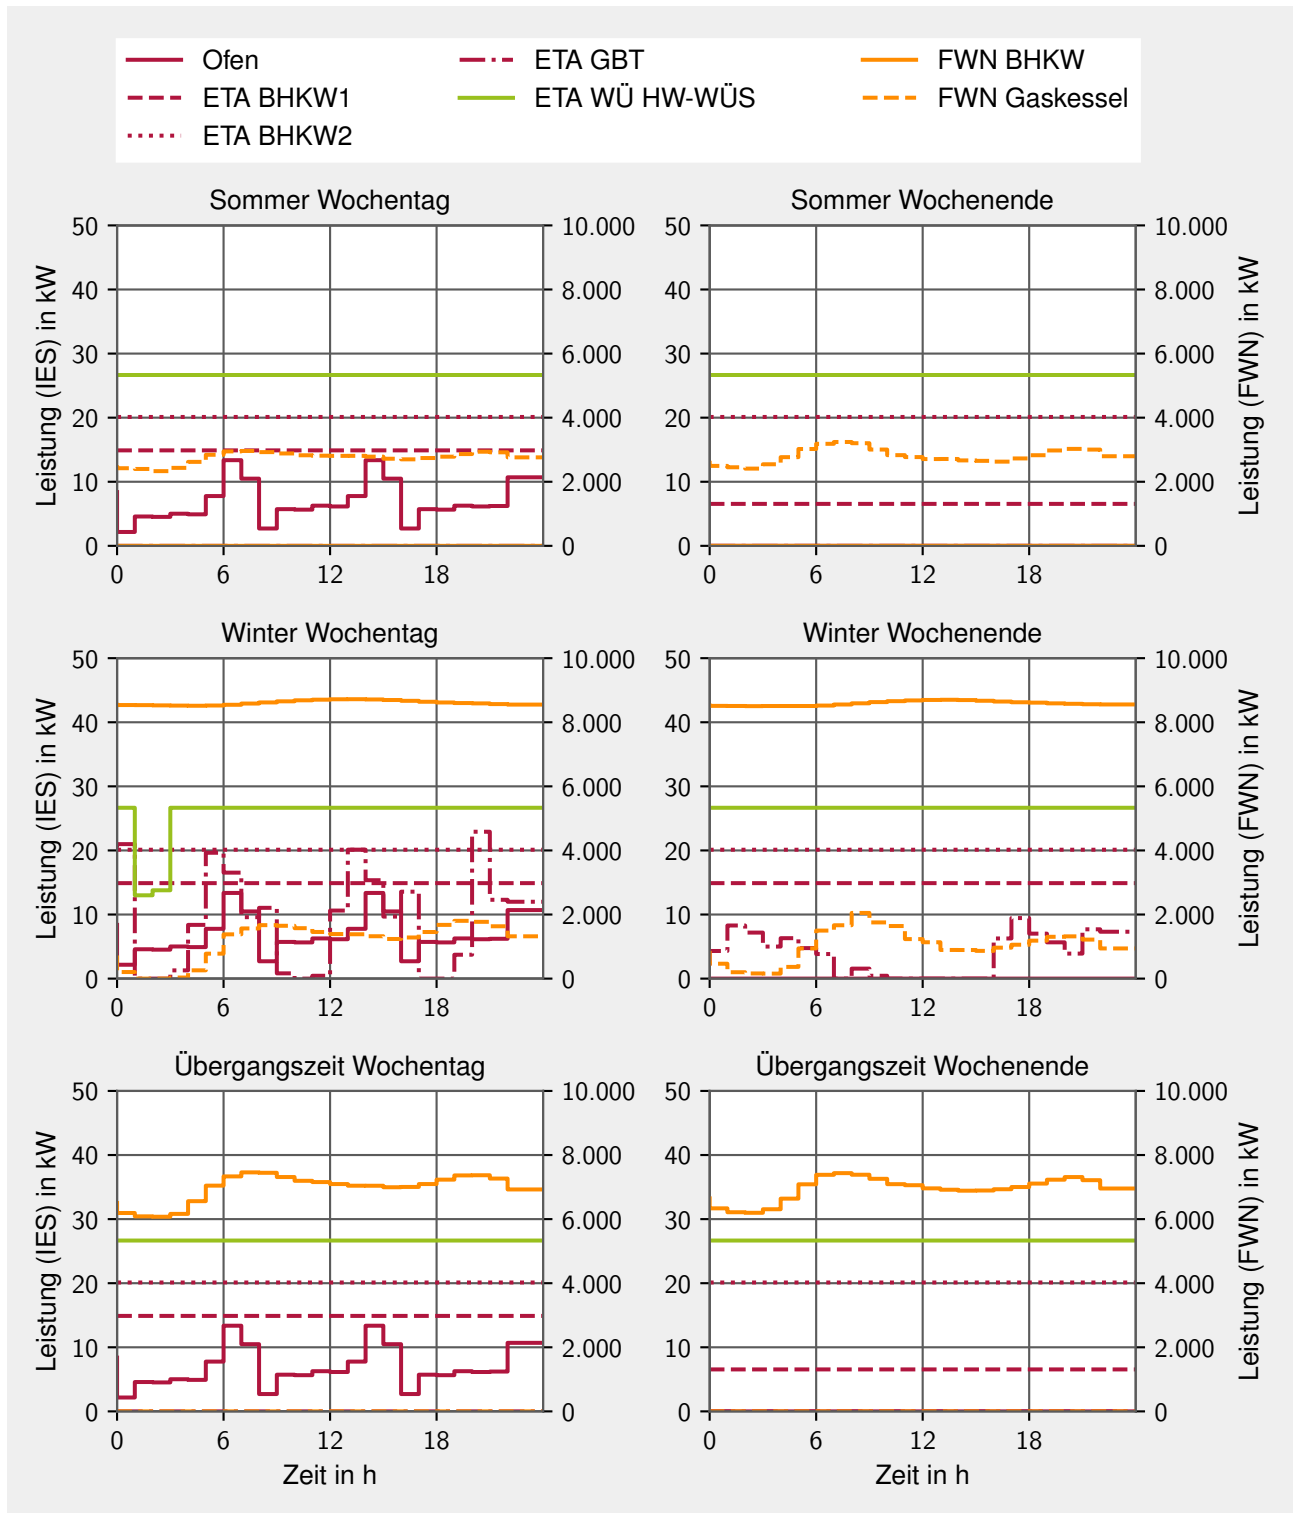 Ofen
ETA BHKW1
ETA BHKW2
ETA GBT
ETA WÜ HW-WÜS
FWN BHKW
FWN Gaskessel
Sommer Wochentag
Leistung (IES) in kW
50
40
30
20
10
0
10.000
8.000
6.000
4.000
2.000
0
0 6 12 18
Sommer Wochenende
50
40
30
20
10
0
10.000
8.000
6.000
4.000
2.000
0
Leistung (FWN) in kW
0 6 12 18
Winter Wochentag
Leistung (IES) in kW
50
40
30
20
10
0
10.000
8.000
6.000
4.000
2.000
0
0 6 12 18
Winter Wochenende
50
40
30
20
10
0
10.000
8.000
6.000
4.000
2.000
0
Leistung (FWN) in kW
0 6 12 18
Übergangszeit Wochentag
Leistung (IES) in kW
50
40
30
20
10
0
10.000
8.000
6.000
4.000
2.000
0
0 6 12 18
Zeit in h
Übergangszeit Wochenende
50
40
30
20
10
0
10.000
8.000
6.000
4.000
2.000
0
Leistung (FWN) in kW
0 6 12 18
Zeit in h